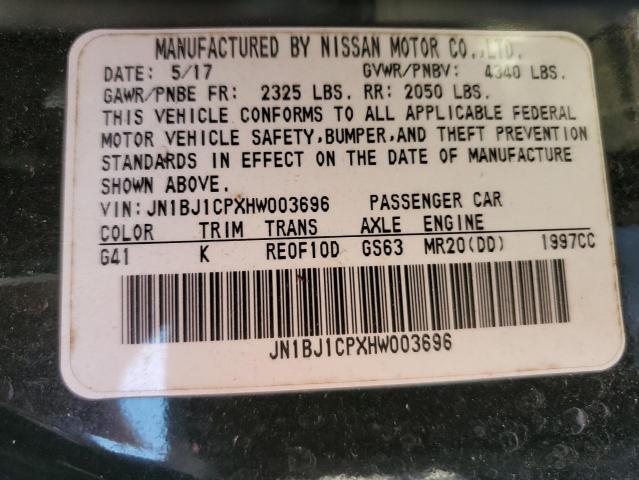 MANUFACTURED BY NISSAN MOTOR CO.,LTD.
DATE: 5/17 GVWR/PNBV: 4340 LBS.
GAWR/PNBE FR: 2325 LBS. RR: 2050 LBS.
THIS VEHICLE CONFORMS TO ALL APPLICABLE FEDERAL
MOTOR VEHICLE SAFETY,BUMPER,AND THEFT PREVENTION
STANDARDS IN EFFECT ON THE DATE OF MANUFACTURE
SHOWN ABOVE.
VIN:JN1BJ1CPXHW003696 PASSENGER CAR
COLOR TRIM TRANS AXLE ENGINE
G41 K RE0F10D GS63 MR20(DD) 1997CC
JN1BJ1CPXHW003696